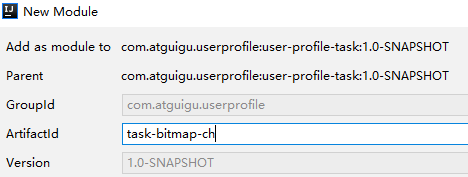 New Module
Add as module to com.atguigu.userprofile:user-profile-task:1.0-SNAPSHOT
Parent com.atguigu.userprofile:user-profile-task:1.0-SNAPSHOT
GroupId com.atguigu.userprofile
ArtifactId task-bitmap-ch
Version 1.0-SNAPSHOT